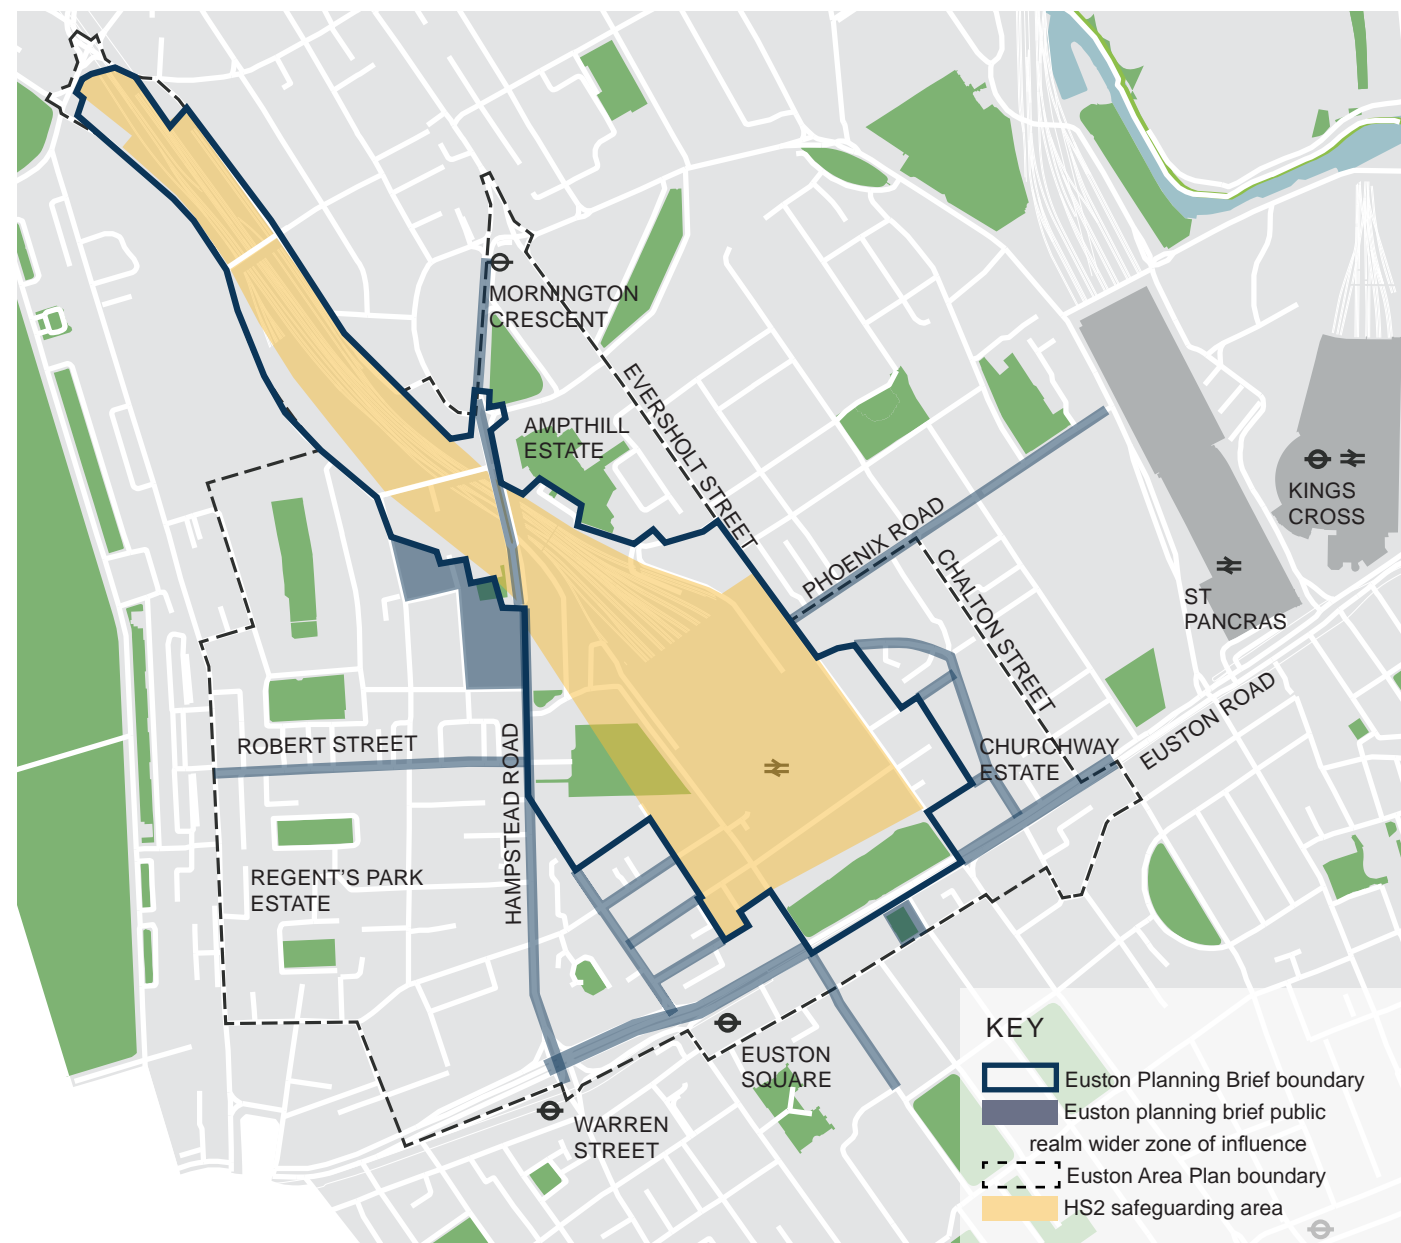 MORNINGTON
CRESCENT
EVERSHOLT STREET
AMPTHILL
ESTATE
KINGS
CROSS
PHOENIX ROAD
CHALTON STREET
ST
PANCRAS
EUSTON ROAD
ROBERT STREET
HAMPSTEAD ROAD
CHURCHWAY
ESTATE
REGENT'S PARK
ESTATE
EUSTON
SQUARE
WARREN
STREET
KEY
Euston Planning Brief boundary
Euston planning brief public
realm wider zone of influence
Euston Area Plan boundary
HS2 safeguarding area